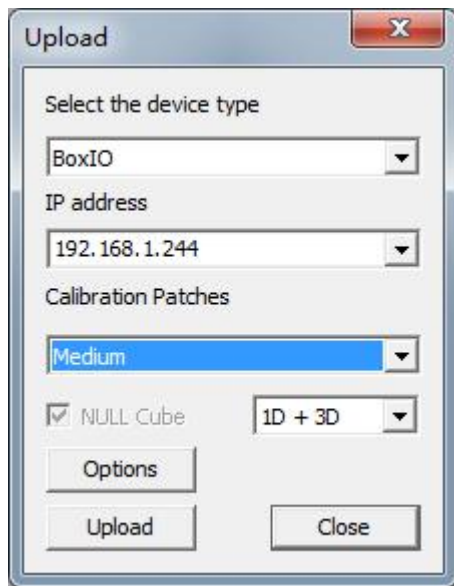 Upload
Select the device type
BoxIO
IP address
192.168.1.244
Calibration Patches
Medium
NULL Cube 1D + 3D
Options
Upload Close